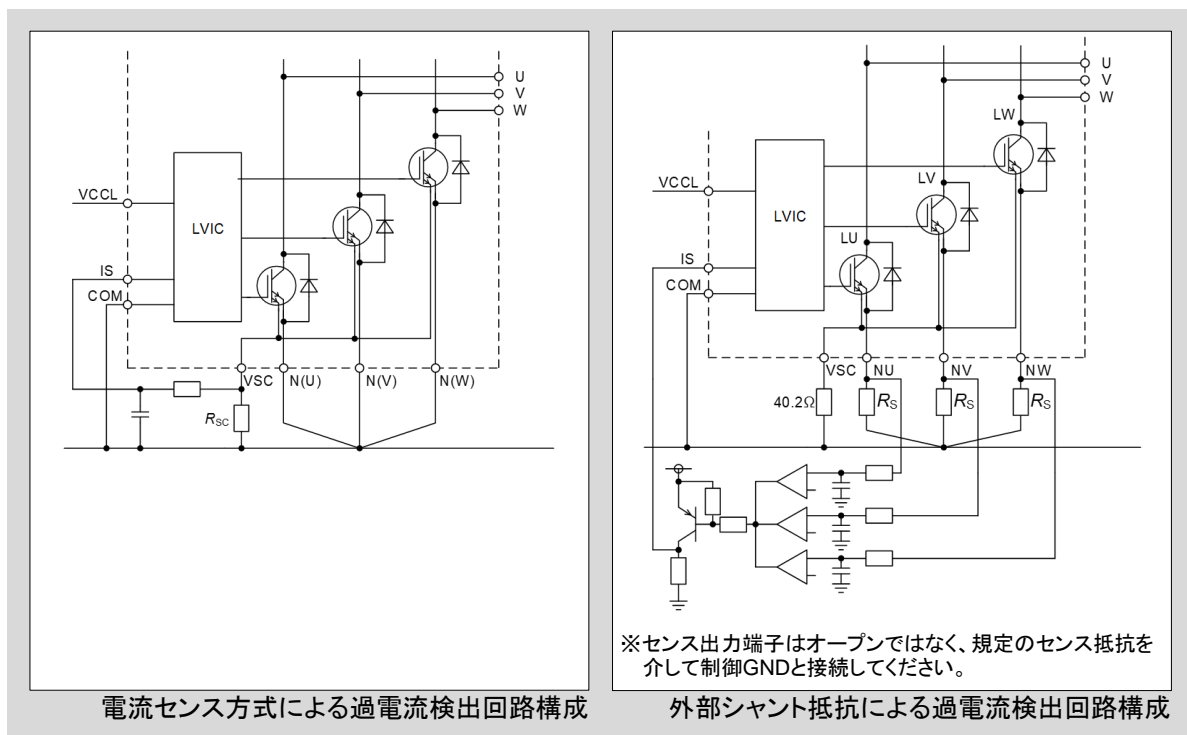 U
V
W
VCCL
LVIC
IS
COM
VSC
N(U)
N(V)
N(W)
RSC
電流センス方式による過電流検出回路構成
U
V
W
LW
LV
LU
VCCL
LVIC
IS
COM
VSC
NU
NV
NW
40.2Ω
RS
RS
RS
※センス出力端子はオープンではなく、規定のセンス抵抗を
介して制御GNDと接続してください。
外部シャント抵抗による過電流検出回路構成